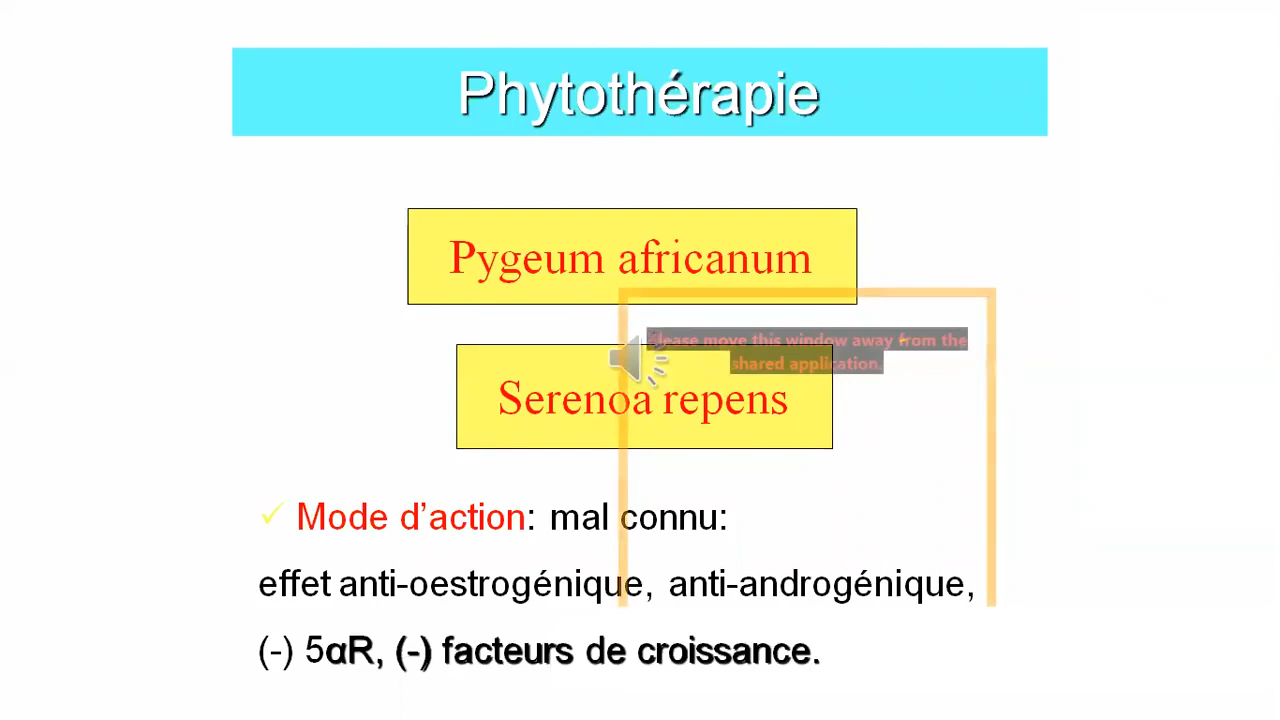 Phytothérapie
Pygeum africanum
Please move this window away from the
shared application.
Serenoa repens
✓ Mode d’action: mal connu:
effet anti-oestrogénique, anti-androgénique,
(-) 5αR, (-) facteurs de croissance.